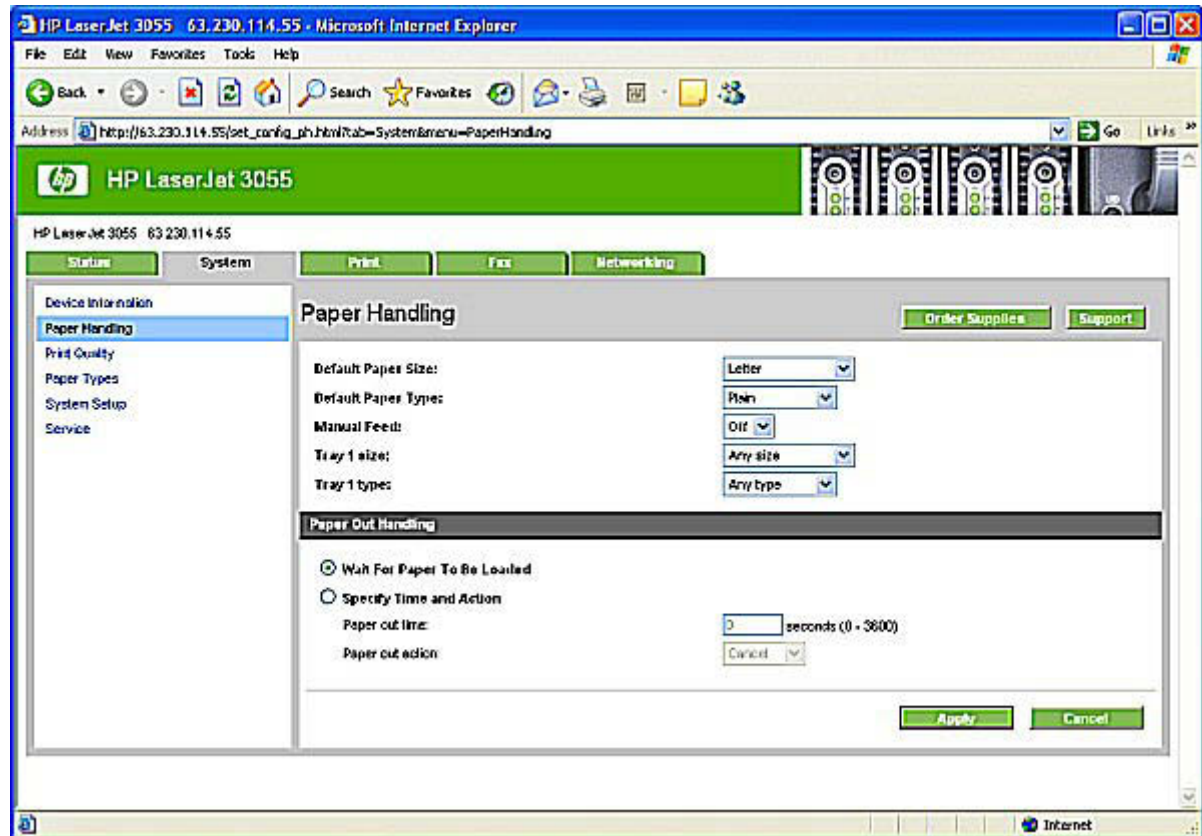 HP LaserJet 3055 63.230.114.55 - Microsoft Internet Explorer
File Edit View Favorites Tools Help
Back Search Favorites
Address http://63.230.114.55/set_config_ph.html?tab=System&menu=PaperHandling Go Links »
hp HP LaserJet 3055
HP LaserJet 3055 63.230.114.55
Status System Print Fax Networking
Device Information
Paper Handling
Print Quality
Paper Types
System Setup
Service
Paper Handling
Order Supplies Support
Default Paper Size: Letter
Default Paper Type: Plain
Manual Feed: Off
Tray 1 size: Any size
Tray 1 type: Any type
Paper Out Handling
Wait For Paper To Be Loaded
Specify Time and Action
Paper out time: seconds (0 - 3600)
Paper out action Cancel
Apply Cancel
Internet